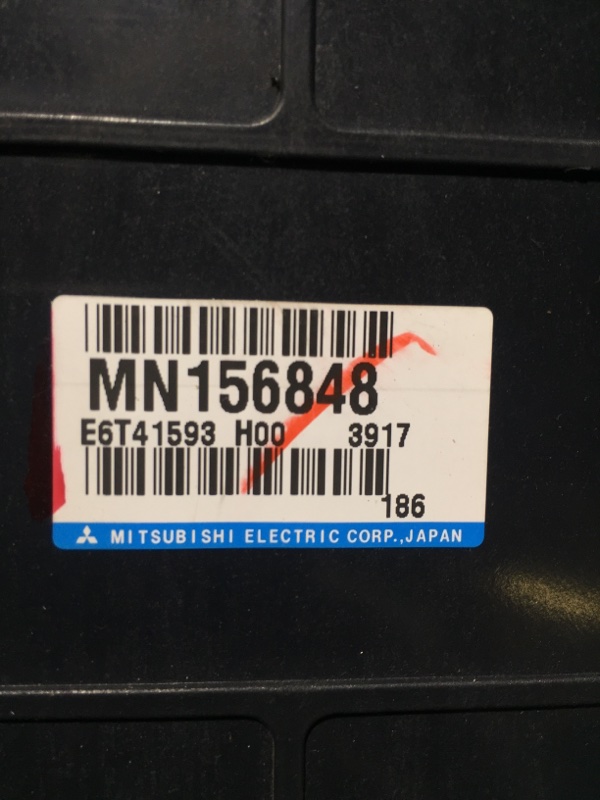 MN156848
E6T41593 H00 3917
186
MITSUBISHI ELECTRIC CORP.,JAPAN